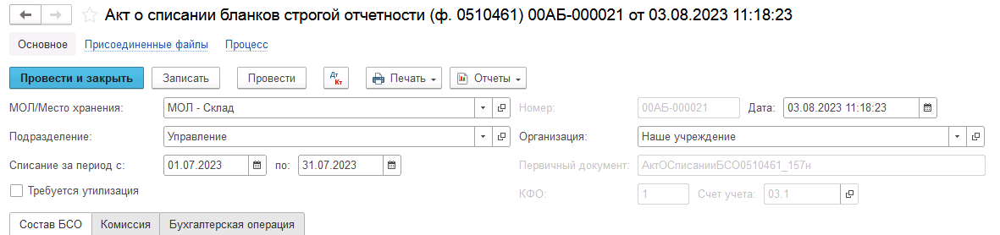 Акт о списании бланков строгой отчетности (ф. 0510461) 00АБ-000021 от 03.08.2023 11:18:23
Основное Присоединенные файлы Процесс
Провести и закрыть Записать Провести Дт Кт Печать Отчеты
МОЛ/Место хранения: МОЛ - Склад Номер: 00АБ-000021 Дата: 03.08.2023 11:18:23
Подразделение: Управление Организация: Наше учреждение
Списание за период с: 01.07.2023 по: 31.07.2023 Первичный документ: АктОСписанииБСО0510461_157н
Требуется утилизация КФО: 1 Счет учета: 03.1
Состав БСО Комиссия Бухгалтерская операция